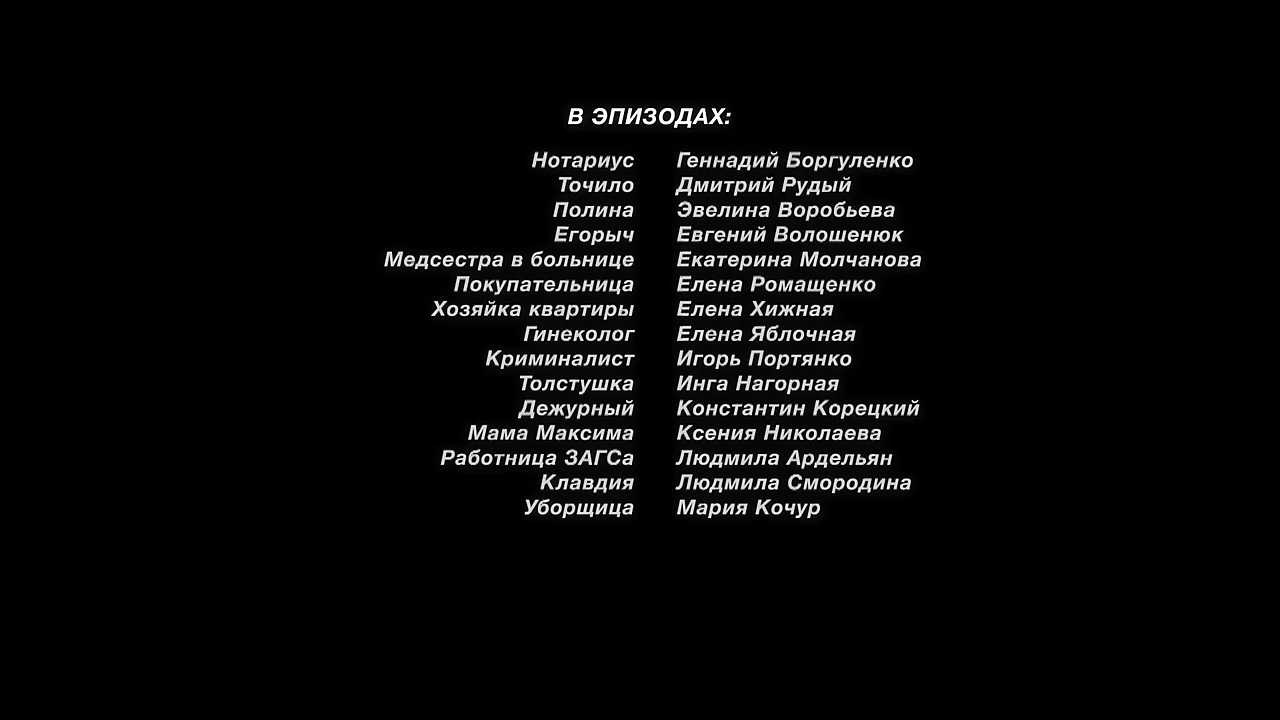 В ЭПИЗОДАХ:
Нотариус Геннадий Боргуленко
Точило Дмитрий Рудый
Полина Эвелина Воробьева
Егорыч Евгений Волошенюк
Медсестра в больнице Екатерина Молчанова
Покупательница Елена Ромащенко
Хозяйка квартиры Елена Хижная
Гинеколог Елена Яблочная
Криминалист Игорь Портянко
Толстушка Инга Нагорная
Дежурный Константин Корецкий
Мама Максима Ксения Николаева
Работница ЗАГСа Людмила Ардельян
Клавдия Людмила Смородина
Уборщица Мария Кочур